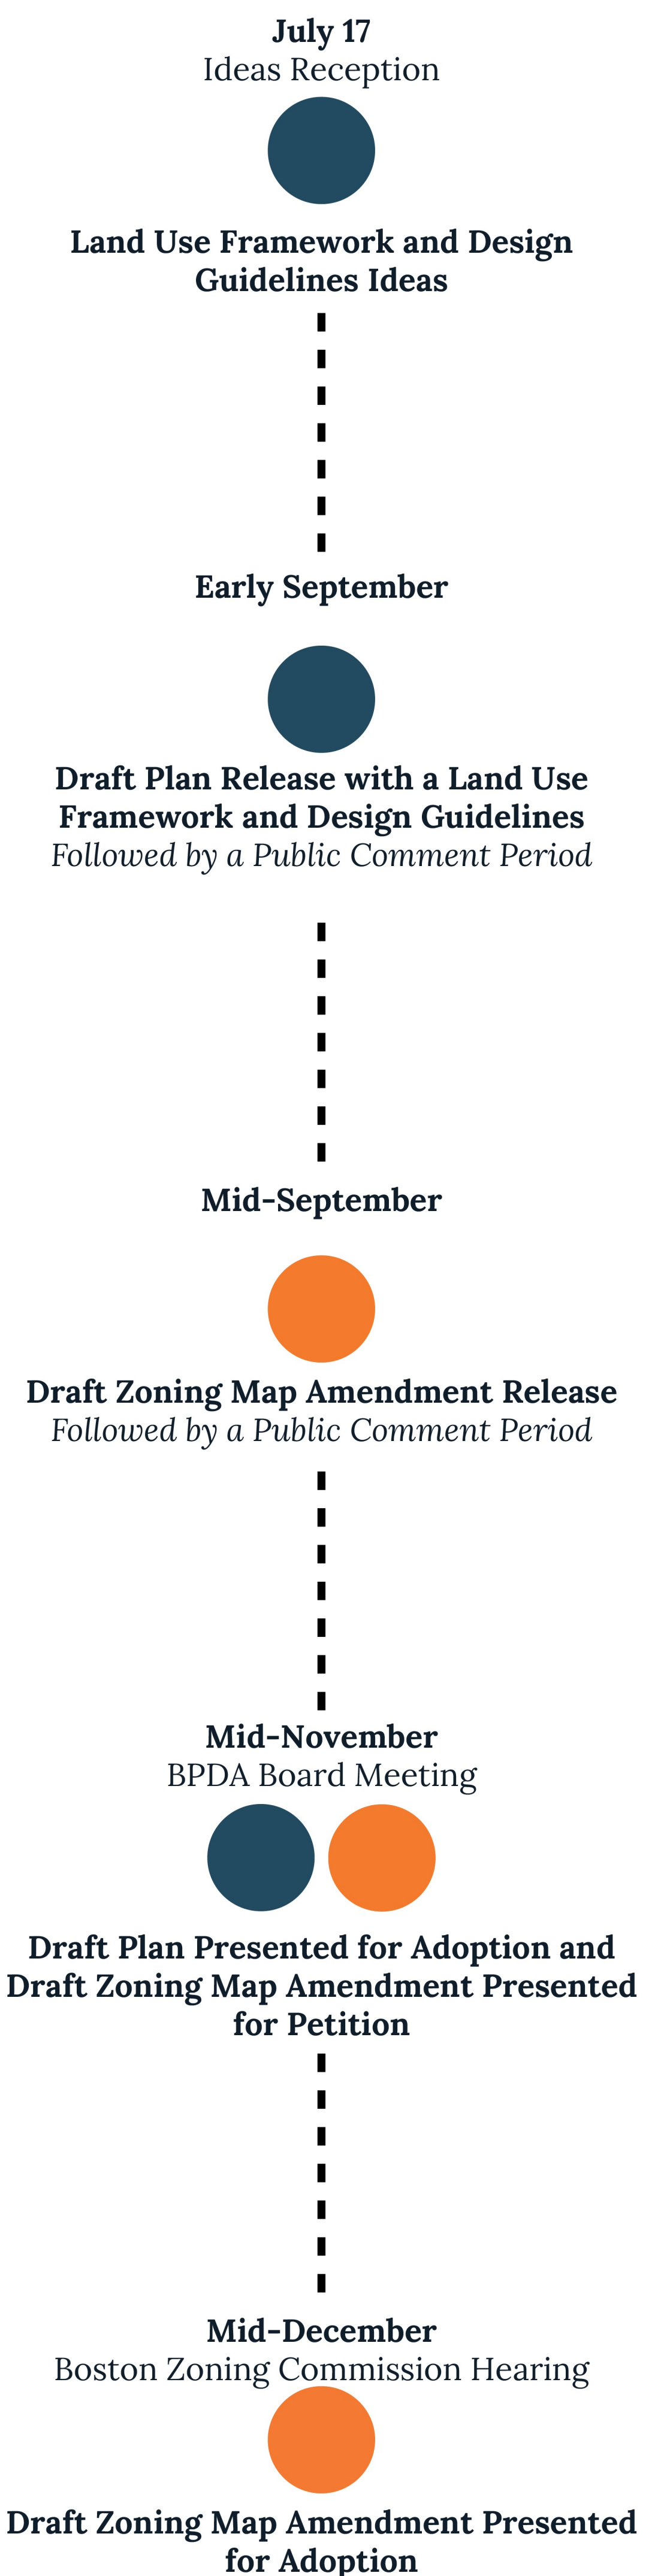 July 17
Ideas Reception
Land Use Framework and Design
Guidelines Ideas
Early September
Draft Plan Release with a Land Use
Framework and Design Guidelines
Followed by a Public Comment Period
Mid-September
Draft Zoning Map Amendment Release
Followed by a Public Comment Period
Mid-November
BPDA Board Meeting
Draft Plan Presented for Adoption and
Draft Zoning Map Amendment Presented
for Petition
Mid-December
Boston Zoning Commission Hearing
Draft Zoning Map Amendment Presented
for Adoption